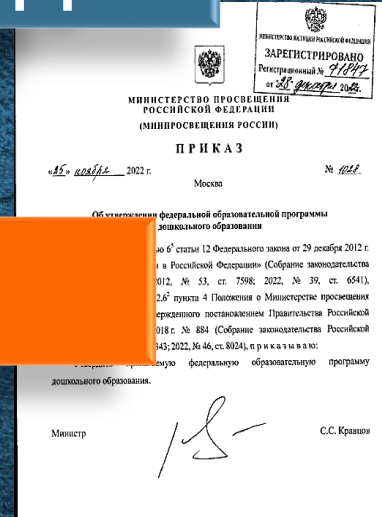 МИНИСТЕРСТВО ЮСТИЦИИ РОССИЙСКОЙ ФЕДЕРАЦИИ
ЗАРЕГИСТРИРОВАНО
Регистрационный № 71847
от "28" декабря 2022.
МИНИСТЕРСТВО ПРОСВЕЩЕНИЯ
РОССИЙСКОЙ ФЕДЕРАЦИИ
(МИНПРОСВЕЩЕНИЯ РОССИИ)
П Р И К А З
«25» ноября 2022 г. № 1028
Москва
Об утверждении федеральной образовательной программы
дошкольного образования
ю 6⁵ статьи 12 Федерального закона от 29 декабря 2012 г.
и в Российской Федерации» (Собрание законодательства
2012, № 53, ст. 7598; 2022, № 39, ст. 6541),
2.6² пункта 4 Положения о Министерстве просвещения
ержденного постановлением Правительства Российской
018 г. № 884 (Собрание законодательства Российской
343; 2022, № 46, ст. 8024), п р и к а з ы в а ю:
федеральную образовательную программу
дошкольного образования.
Министр С.С. Кравцов